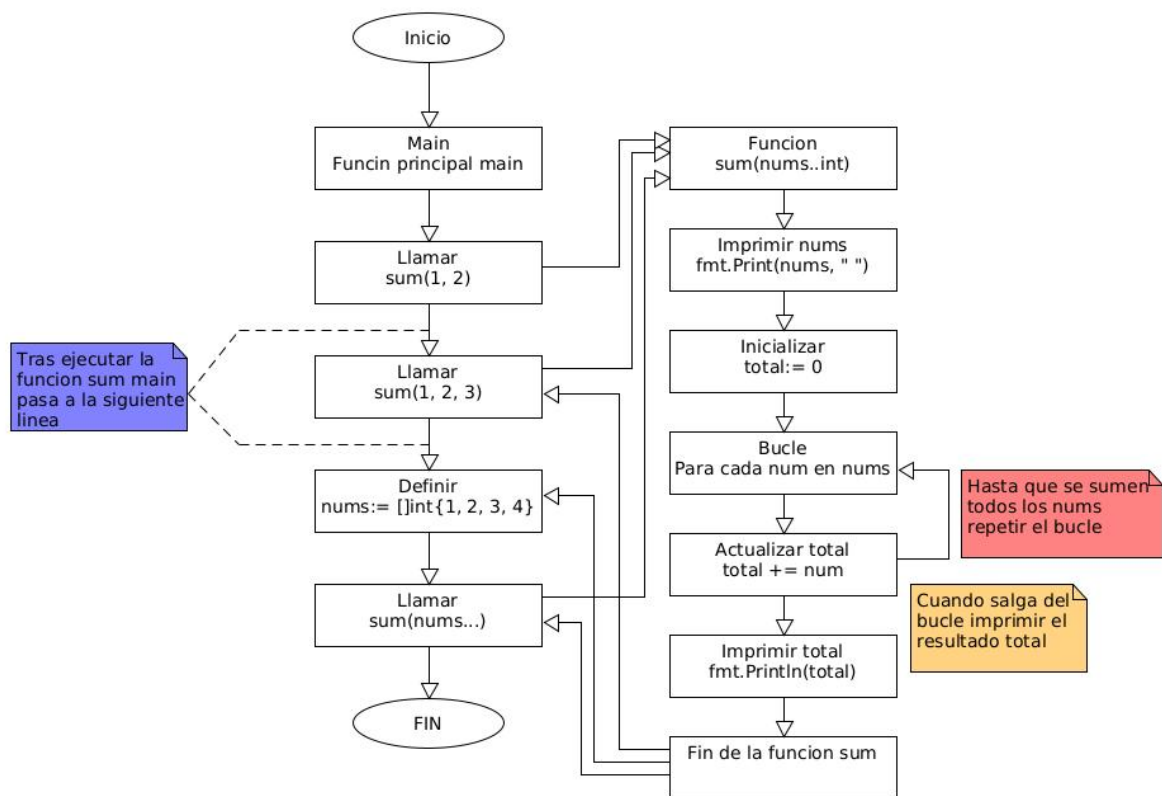 Inicio
Main
Funcin principal main
Llamar
sum(1, 2)
Tras ejecutar la
funcion sum main
pasa a la siguiente
linea
Llamar
sum(1, 2, 3)
Definir
nums:= []int{1, 2, 3, 4}
Llamar
sum(nums...)
FIN
Funcion
sum(nums..int)
Imprimir nums
fmt.Print(nums, " ")
Inicializar
total:= 0
Bucle
Para cada num en nums
Hasta que se sumen
todos los nums
repetir el bucle
Actualizar total
total += num
Cuando salga del
bucle imprimir el
resultado total
Imprimir total
fmt.Println(total)
Fin de la funcion sum